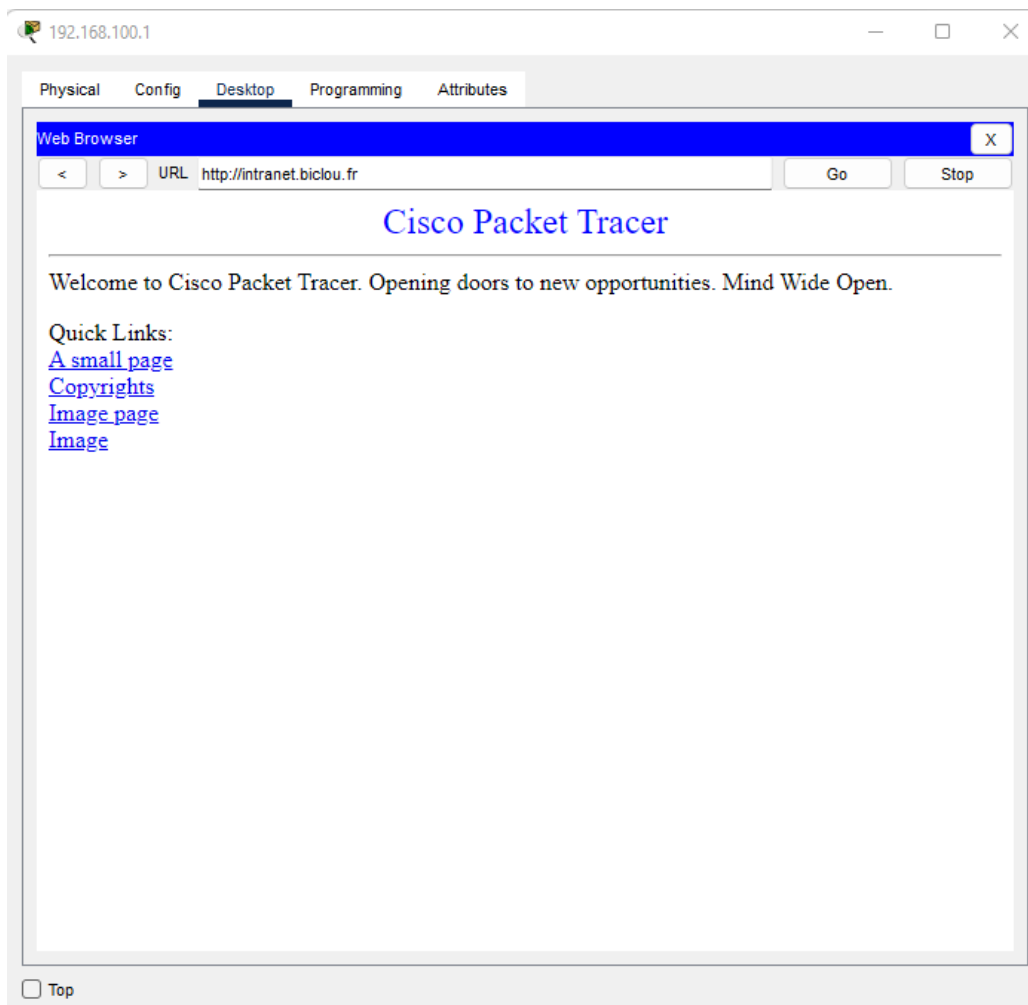 192.168.100.1
Physical Config Desktop Programming Attributes
Web Browser X
< > URL http://intranet.biclou.fr Go Stop
Cisco Packet Tracer
Welcome to Cisco Packet Tracer. Opening doors to new opportunities. Mind Wide Open.
Quick Links:
A small page
Copyrights
Image page
Image
Top